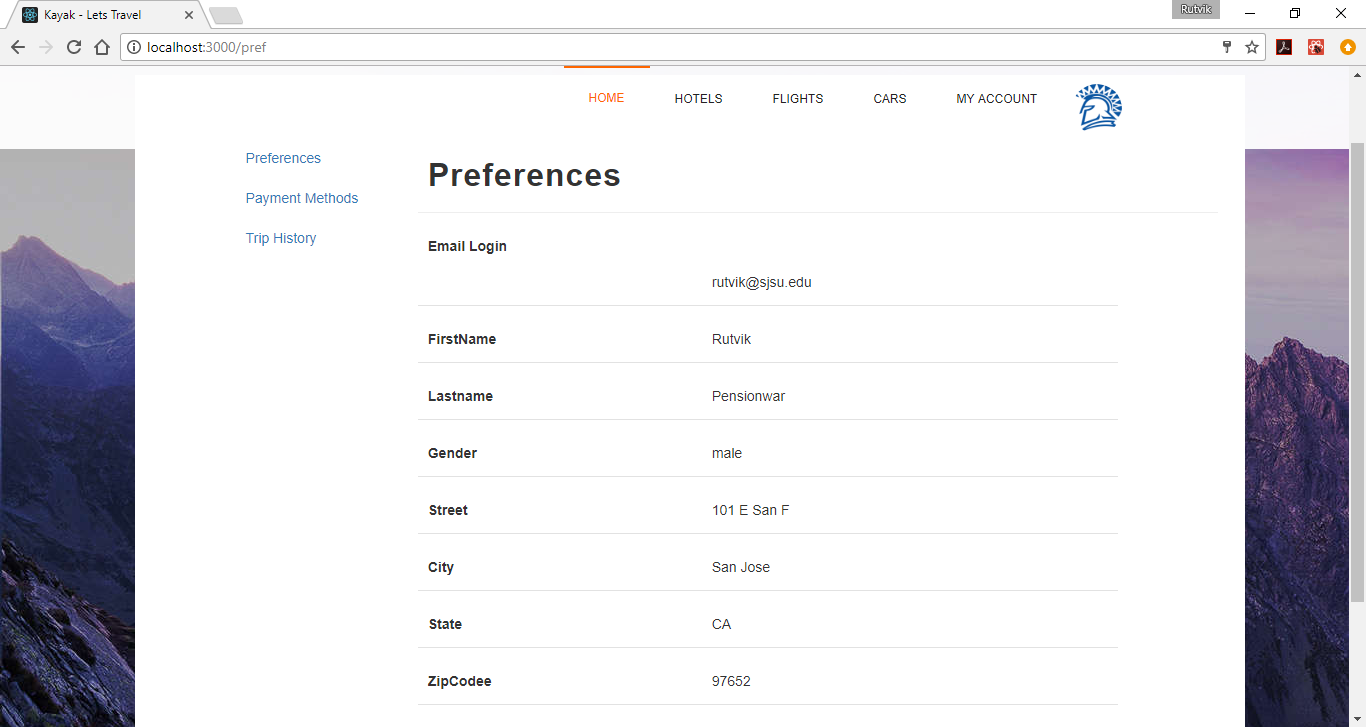 Kayak - Lets Travel
Rutvik
localhost:3000/pref
HOME HOTELS FLIGHTS CARS MY ACCOUNT
Preferences
Payment Methods
Trip History
Preferences
Email Login
rutvik@sjsu.edu
FirstName Rutvik
Lastname Pensionwar
Gender male
Street 101 E San F
City San Jose
State CA
ZipCodee 97652